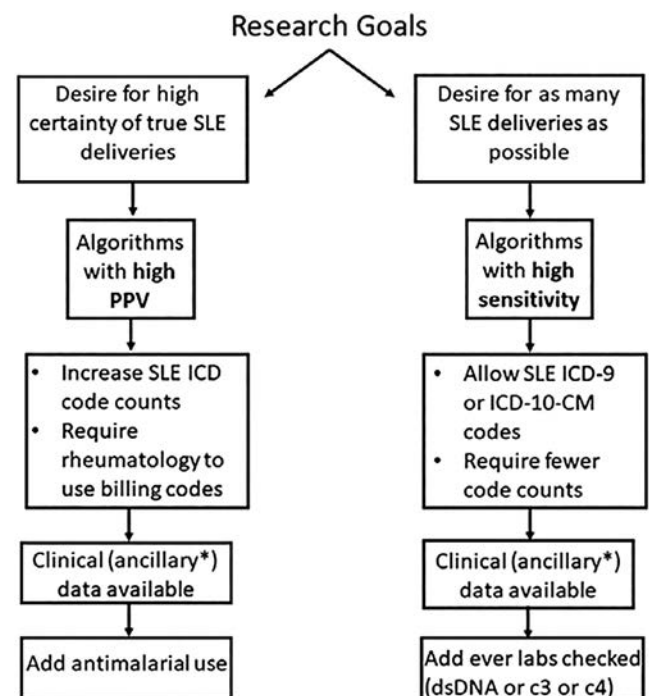 Research Goals
Desire for high
certainty of true SLE
deliveries
Algorithms
with high
PPV
• Increase SLE ICD
code counts
• Require
rheumatology to
use billing codes
Clinical (ancillary*)
data available
Add antimalarial use
Desire for as many
SLE deliveries as
possible
Algorithms
with high
sensitivity
• Allow SLE ICD-9
or ICD-10-CM
codes
• Require fewer
code counts
Clinical (ancillary*)
data available
Add ever labs checked
(dsDNA or c3 or c4)